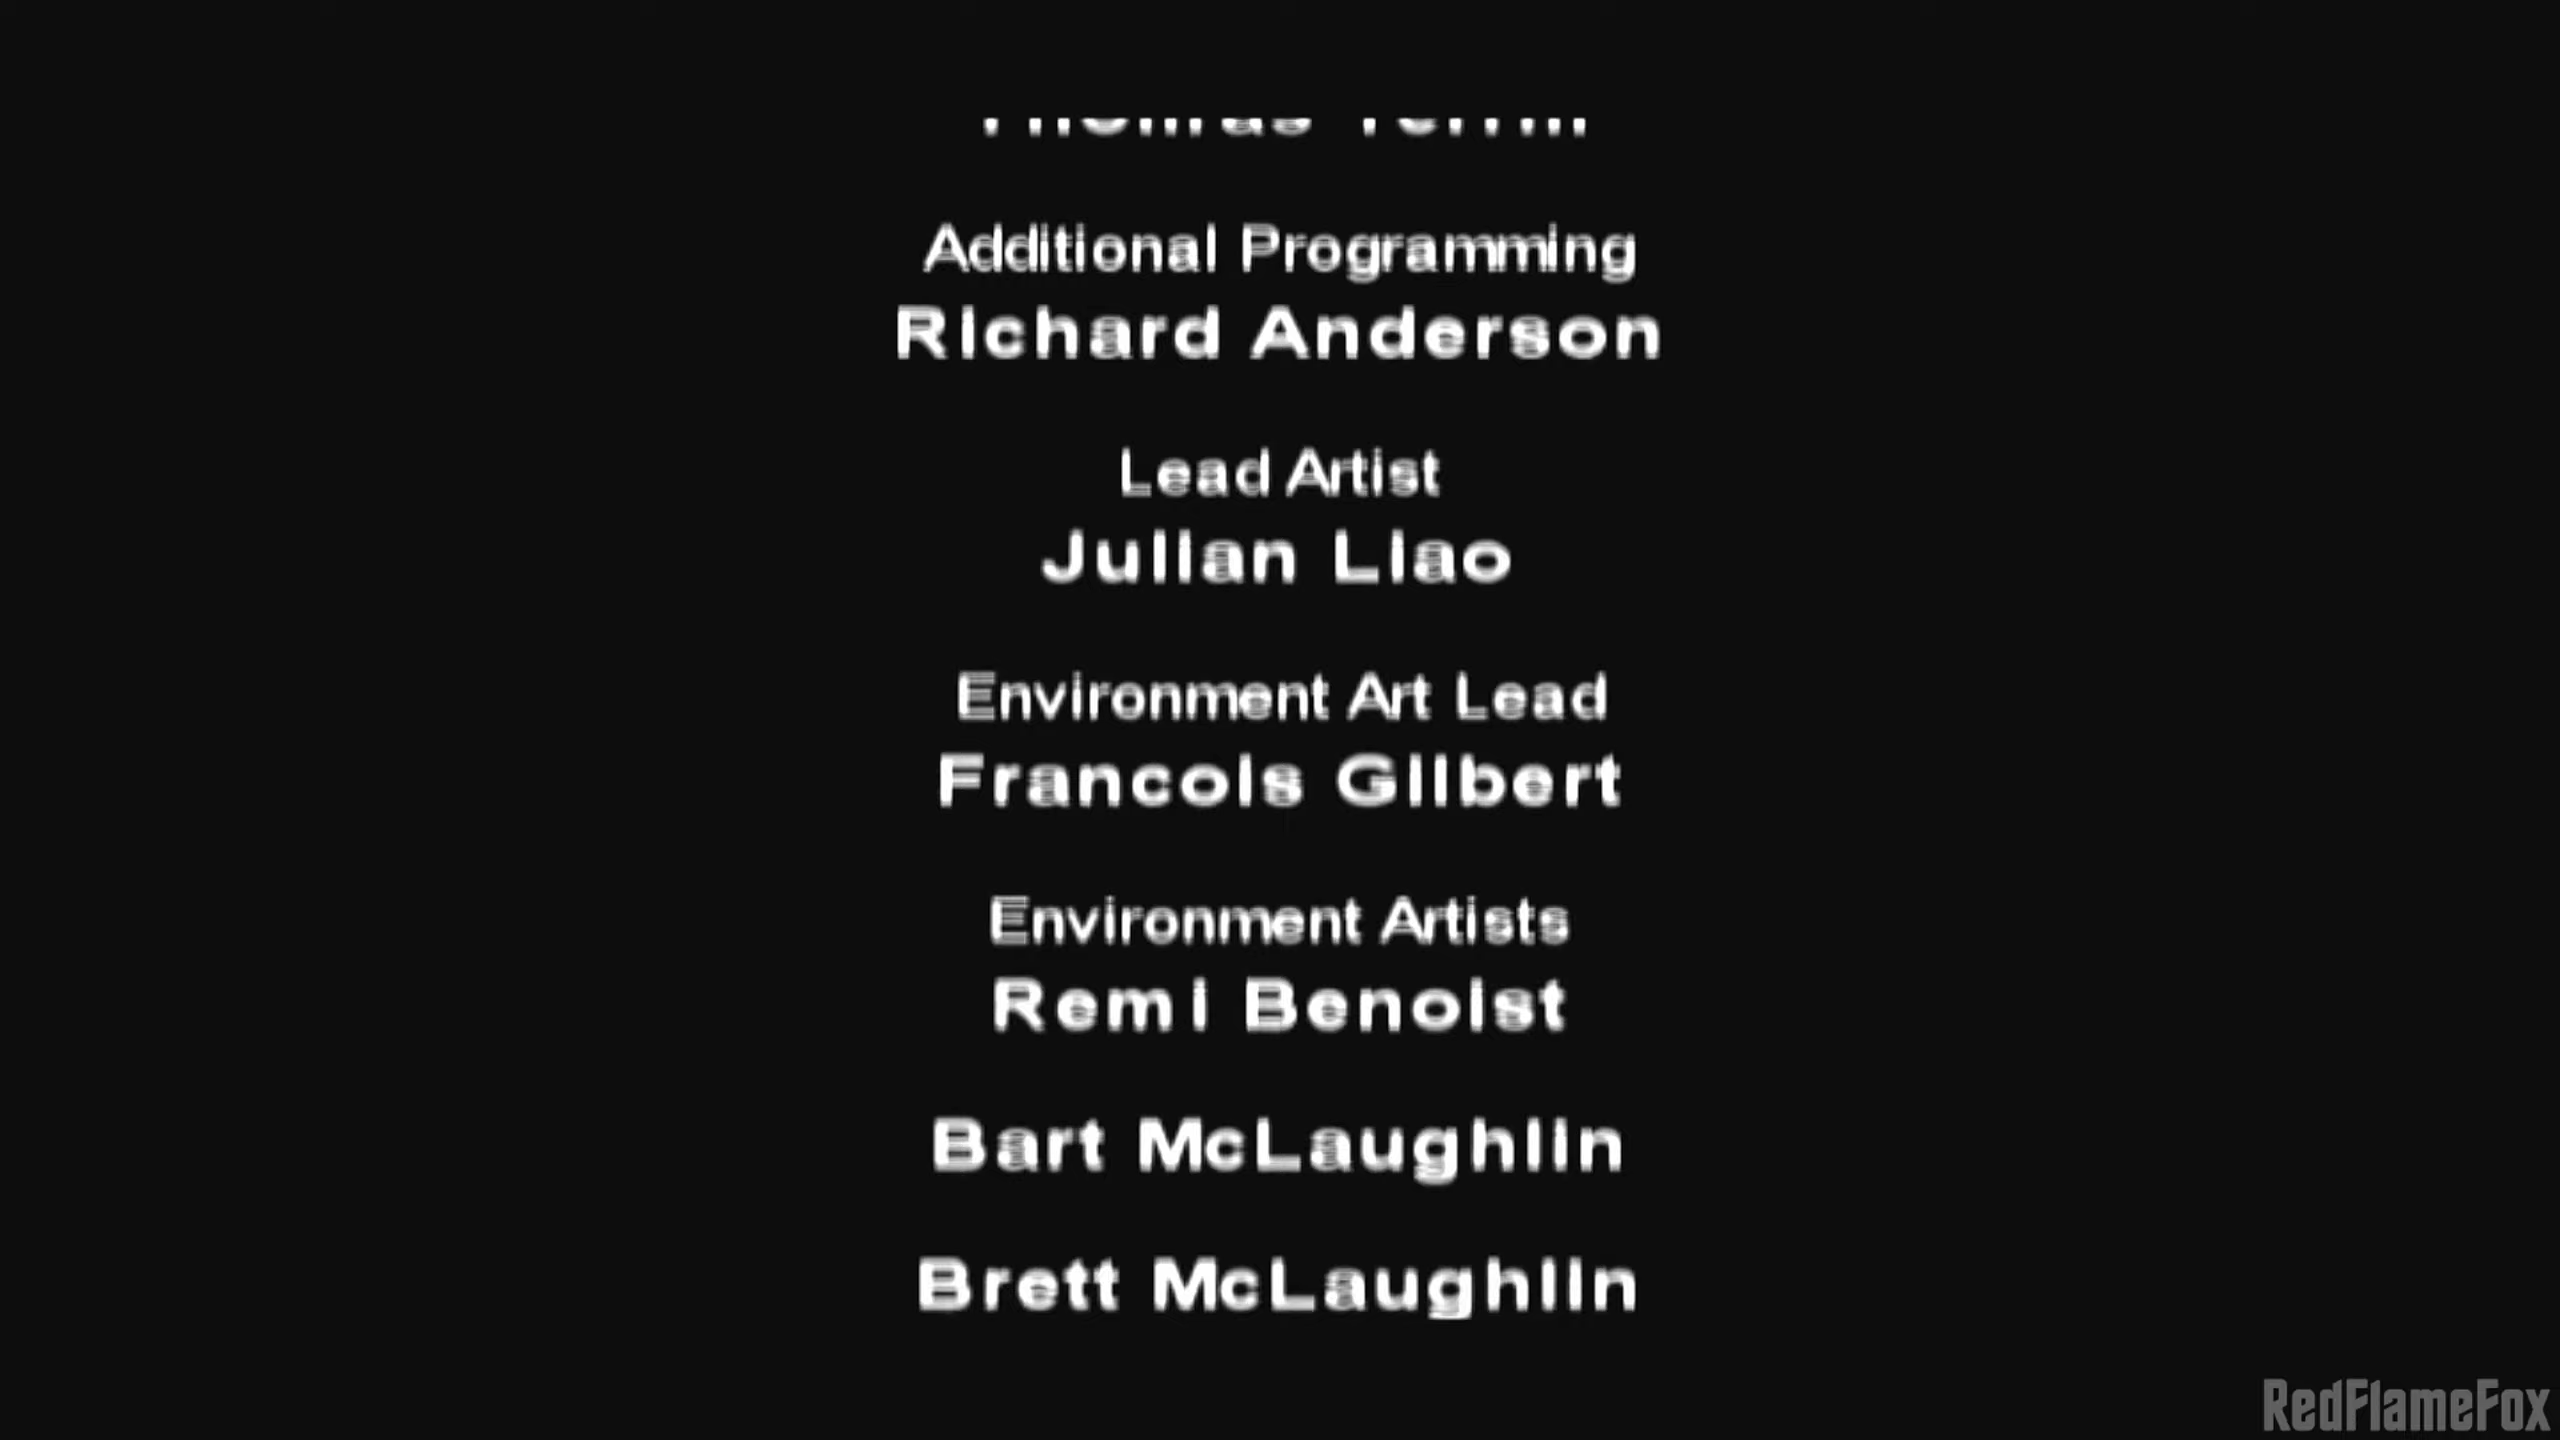 Additional Programming
Richard Anderson
Lead Artist
Julian Liao
Environment Art Lead
Francois Gilbert
Environment Artists
Remi Benoist
Bart McLaughlin
Brett McLaughlin
RedFlameFox